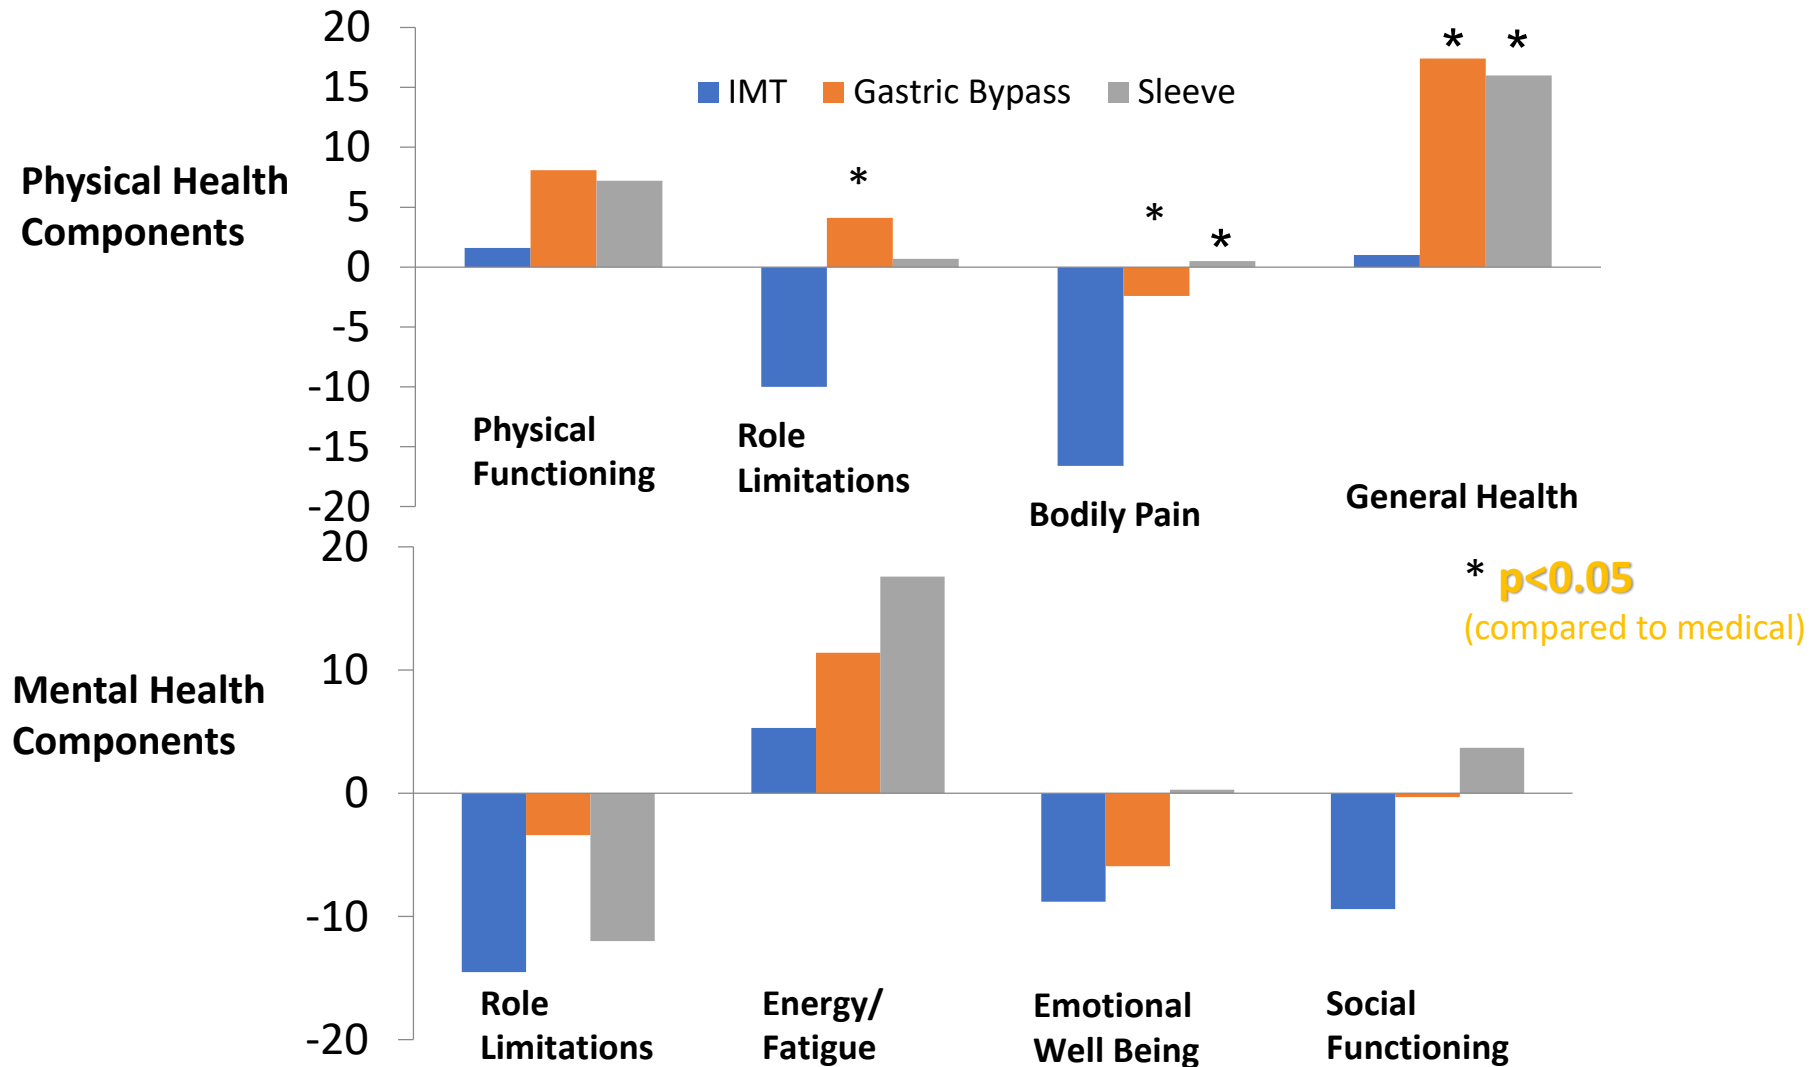 20
15
10
5
0
-5
-10
-15
-20
IMT Gastric Bypass Sleeve
* *
*
*
*
Physical Health
Components
Physical
Functioning
Role
Limitations
Bodily Pain
General Health
* p<0.05
(compared to medical)
20
10
0
-10
-20
Mental Health
Components
Role
Limitations
Energy/
Fatigue
Emotional
Well Being
Social
Functioning